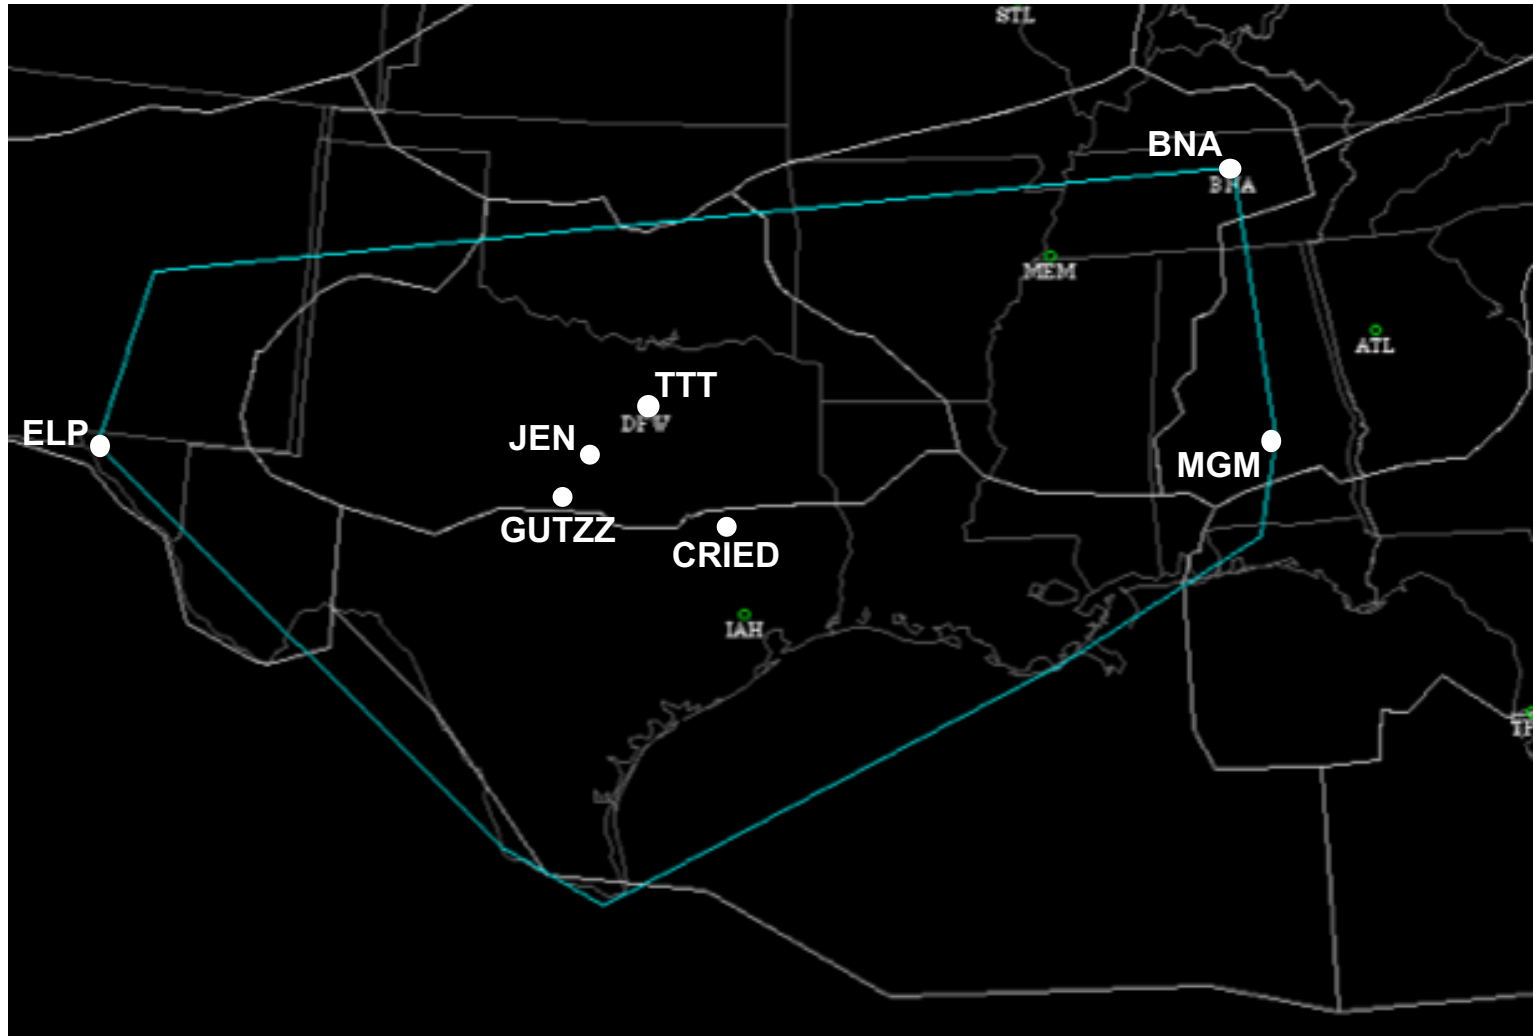 STL
BNA
BNA
MEM
ATL
TTT
DFW
ELP
JEN
MGM
GUTZZ
CRIED
IAH